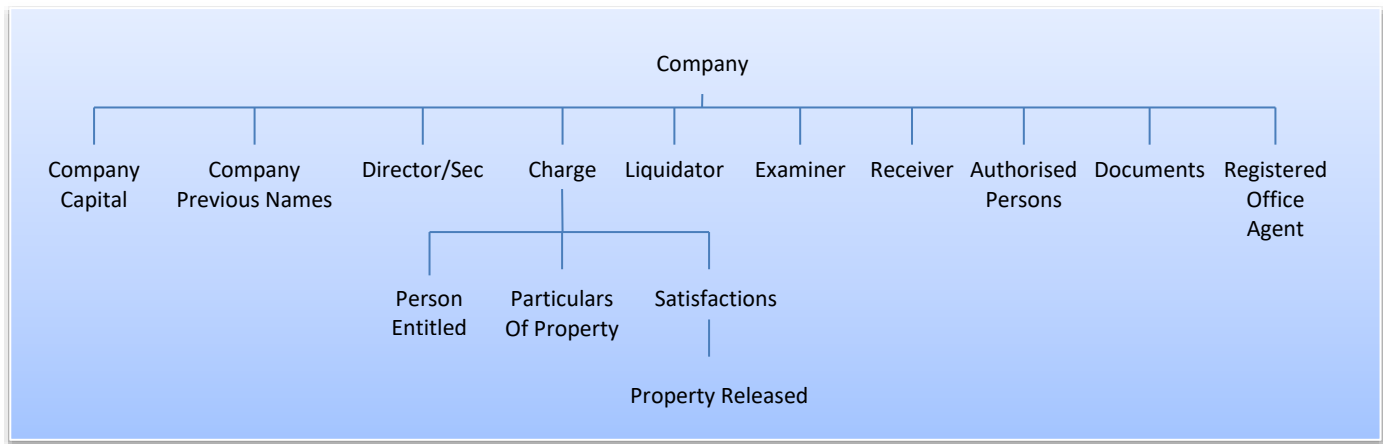 Company
Company
Capital
Company
Previous Names
Director/Sec
Charge
Liquidator
Examiner
Receiver
Authorised
Persons
Documents
Registered
Office
Agent
Person
Entitled
Particulars
Of Property
Satisfactions
Property Released